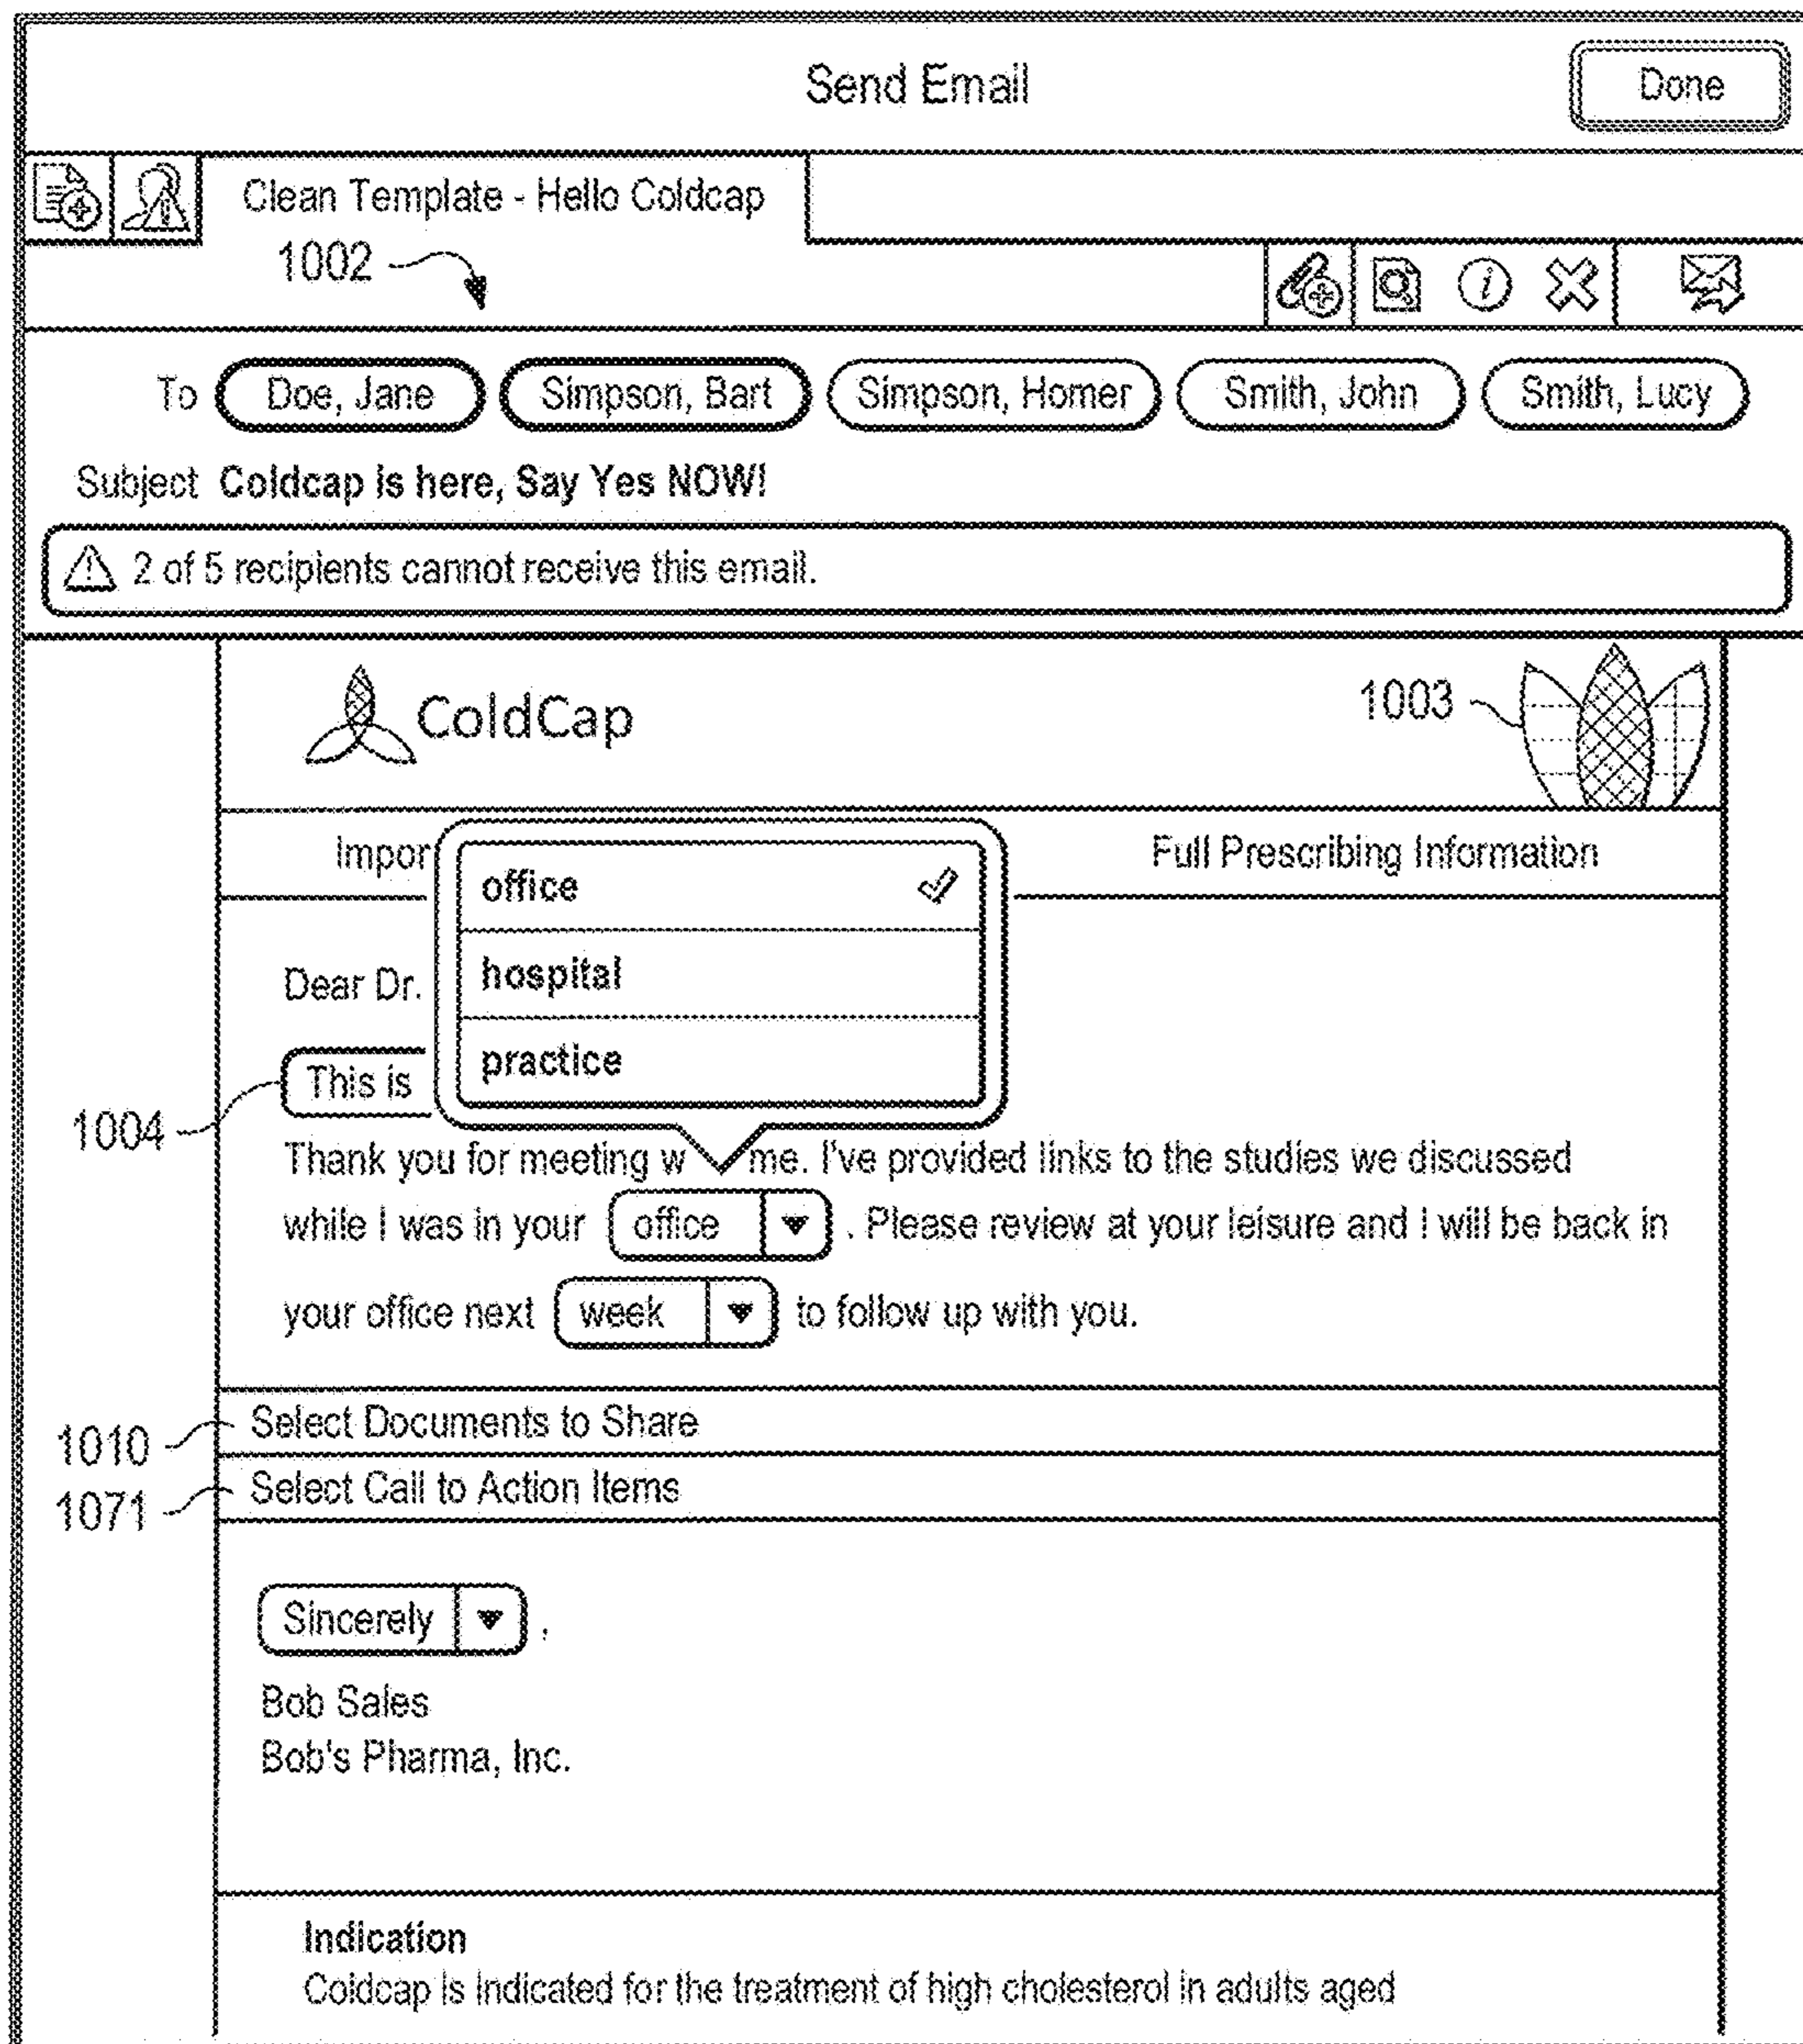 Send Email
Done
Clean Template - Hello Coldcap
1002
To Doe, Jane Simpson, Bart Simpson, Homer Smith, John Smith, Lucy
Subject Coldcap is here, Say Yes NOW!
2 of 5 recipients cannot receive this email.
ColdCap
1003
Impor
Full Prescribing Information
office
hospital
practice
Dear Dr.
This is
1004
Thank you for meeting w me. I've provided links to the studies we discussed
while I was in your office . Please review at your leisure and I will be back in
your office next week to follow up with you.
1010 Select Documents to Share
1071 Select Call to Action Items
Sincerely ,
Bob Sales
Bob's Pharma, Inc.
Indication
Coldcap is indicated for the treatment of high cholesterol in adults aged